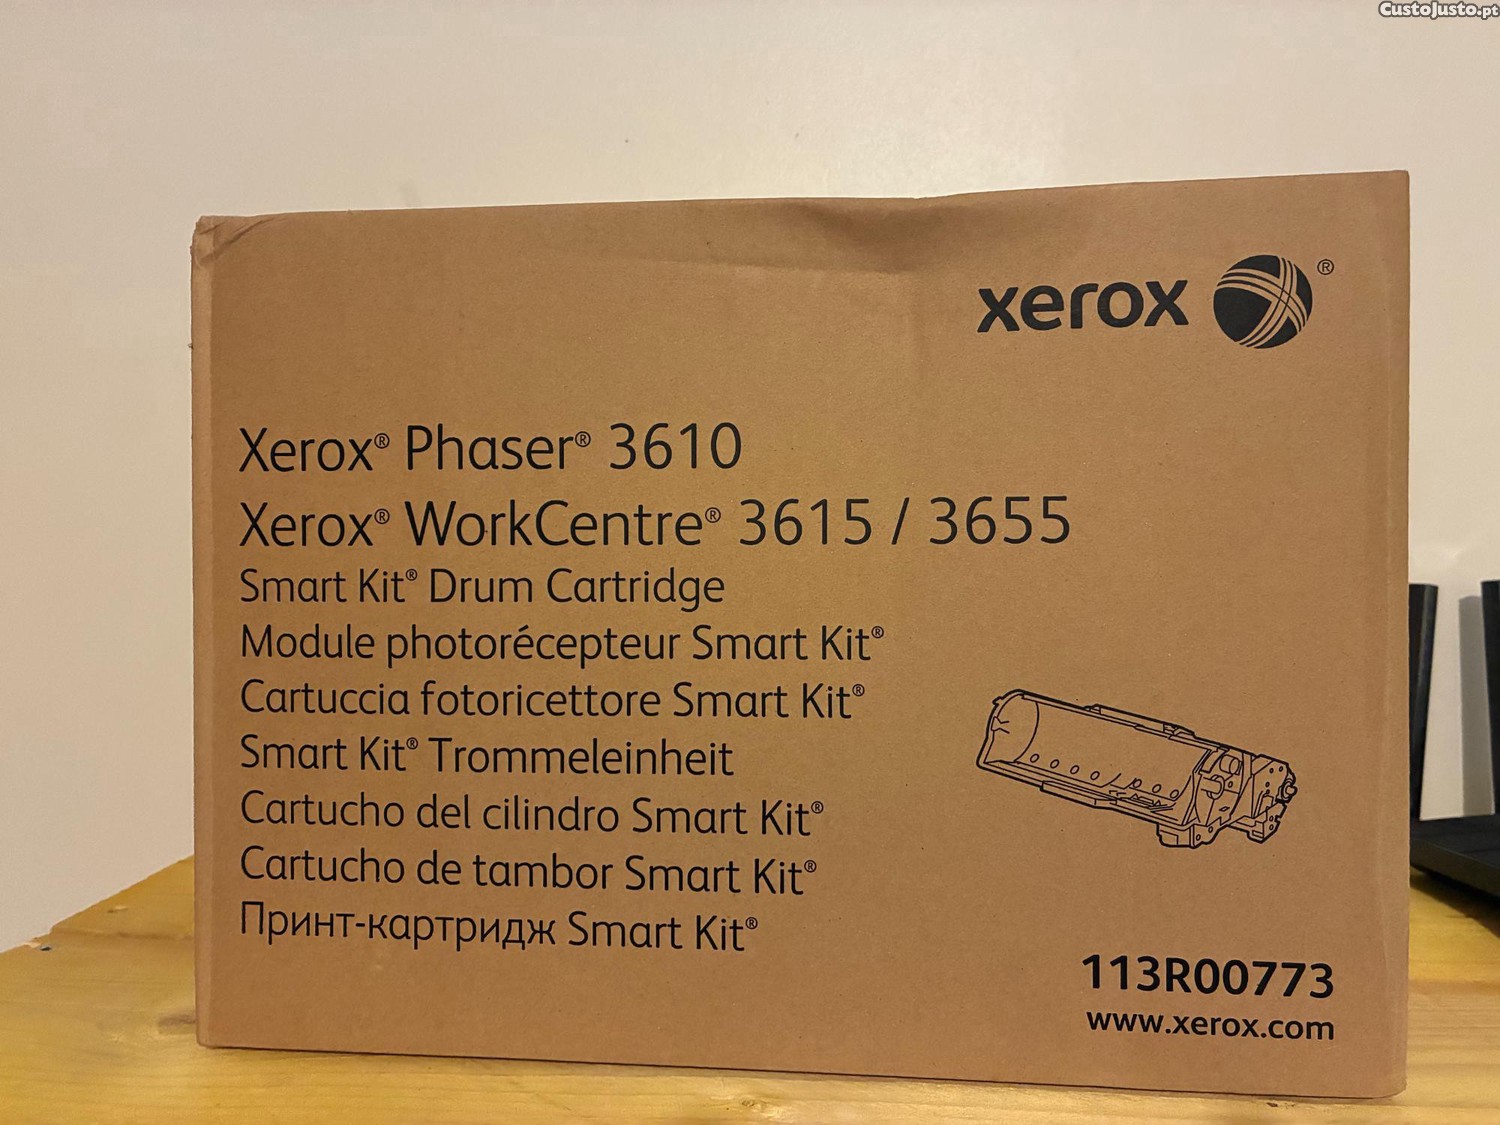 CustoJusto.pt
xerox ®
Xerox® Phaser® 3610
Xerox® WorkCentre® 3615 / 3655
Smart Kit® Drum Cartridge
Module photorécepteur Smart Kit®
Cartuccia fotoricettore Smart Kit®
Smart Kit® Trommeleinheit
Cartucho del cilindro Smart Kit®
Cartucho de tambor Smart Kit®
Принт-картридж Smart Kit®
113R00773
www.xerox.com